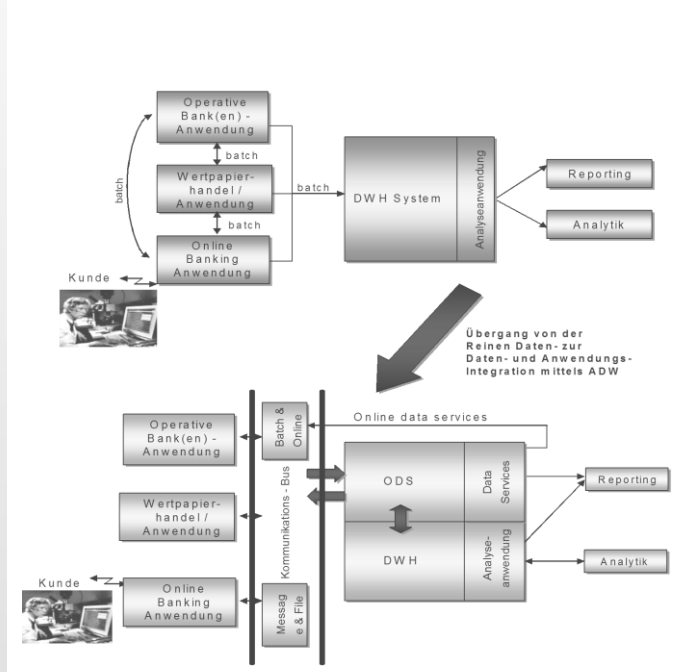 Operative
Bank(en) -
Anwendung
batch
batch
Wertpapier-
handel /
Anwendung
batch
batch
Online
Banking
Anwendung
Kunde
DWH System
Analyseanwendung
Reporting
Analytik
Übergang von der
Reinen Daten- zur
Daten- und Anwendungs-
Integration mittels ADW
Online data services
Operative
Bank(en) -
Anwendung
Batch &
Online
Wertpapier-
handel /
Anwendung
Kommunikations - Bus
Kunde
Online
Banking
Anwendung
Messag
e & File
ODS
Data
Services
DWH
Analyse-
anwendung
Reporting
Analytik